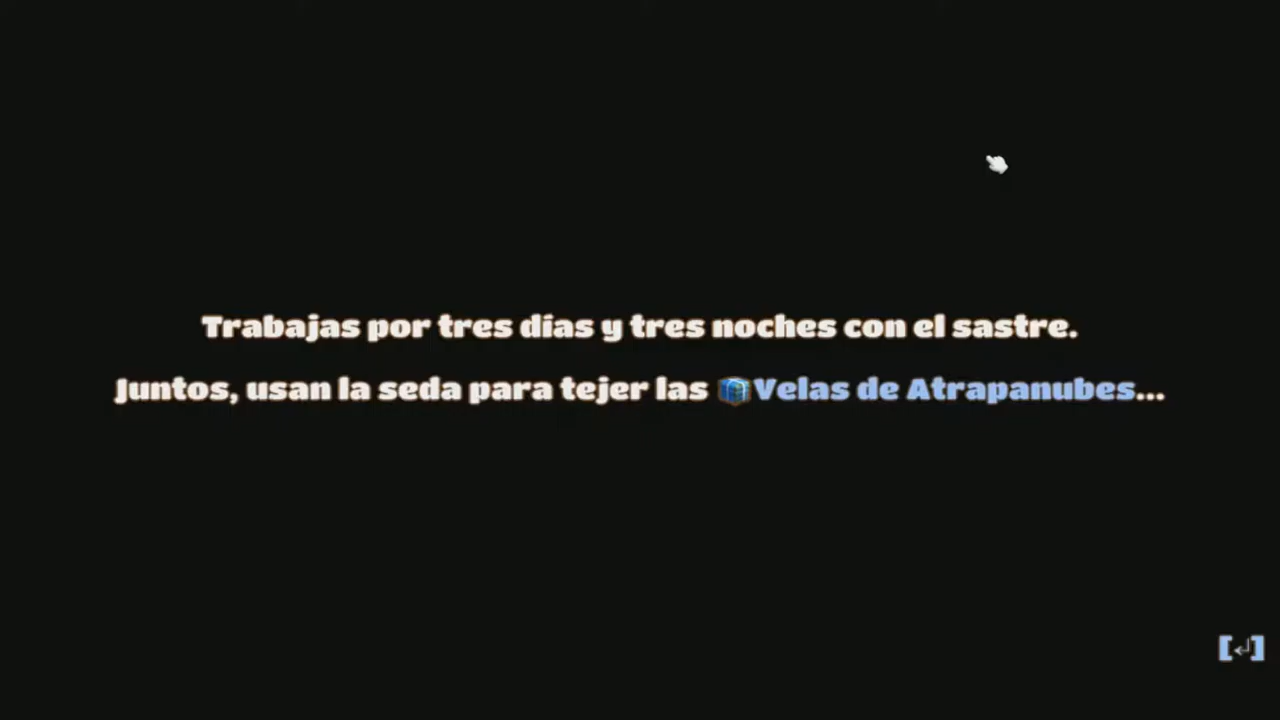 Trabajas por tres días y tres noches con el sastre.
Juntos, usan la seda para tejer las Velas de Atrapanubes...
[↵]